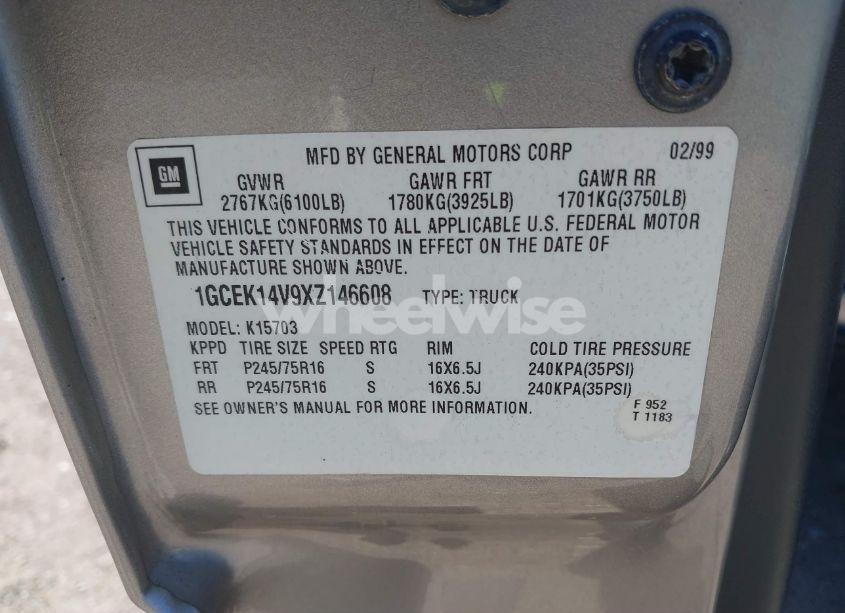 GM
MFD BY GENERAL MOTORS CORP 02/99
GVWR GAWR FRT GAWR RR
2767KG(6100LB) 1780KG(3925LB) 1701KG(3750LB)
THIS VEHICLE CONFORMS TO ALL APPLICABLE U.S. FEDERAL MOTOR
VEHICLE SAFETY STANDARDS IN EFFECT ON THE DATE OF
MANUFACTURE SHOWN ABOVE.
1GCEK14V9XZ146608 TYPE: TRUCK
wheelwise
MODEL: K15703
KPPD TIRE SIZE SPEED RTG RIM COLD TIRE PRESSURE
FRT P245/75R16 S 16X6.5J 240KPA(35PSI)
RR P245/75R16 S 16X6.5J 240KPA(35PSI)
SEE OWNER'S MANUAL FOR MORE INFORMATION.
F 952
T 1183